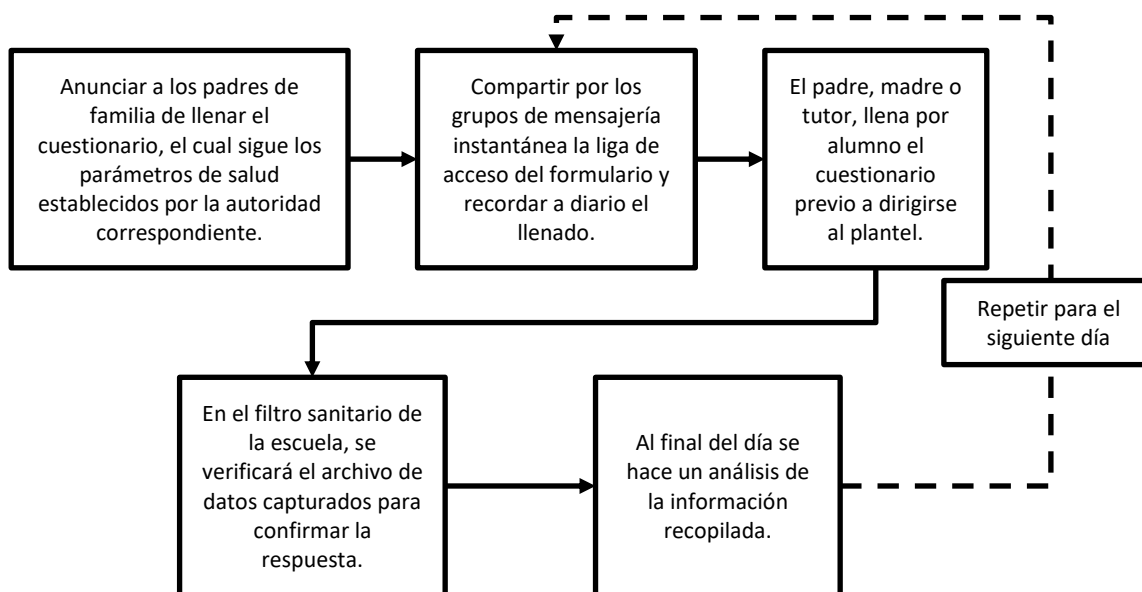 Anunciar a los padres de
familia de llenar el
cuestionario, el cual sigue los
parámetros de salud
establecidos por la autoridad
correspondiente.
Compartir por los
grupos de mensajería
instantánea la liga de
acceso del formulario y
recordar a diario el
llenado.
El padre, madre o
tutor, llena por
alumno el
cuestionario
previo a dirigirse
al plantel.
Repetir para el
siguiente día
En el filtro sanitario de
la escuela, se
verificará el archivo de
datos capturados para
confirmar la
respuesta.
Al final del día se
hace un análisis de
la información
recopilada.